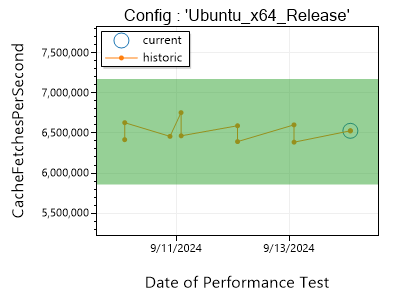 Config : 'Ubuntu_x64_Release'
current
historic
CacheFetchesPerSecond
7,500,000
7,000,000
6,500,000
6,000,000
5,500,000
9/11/2024
9/13/2024
Date of Performance Test